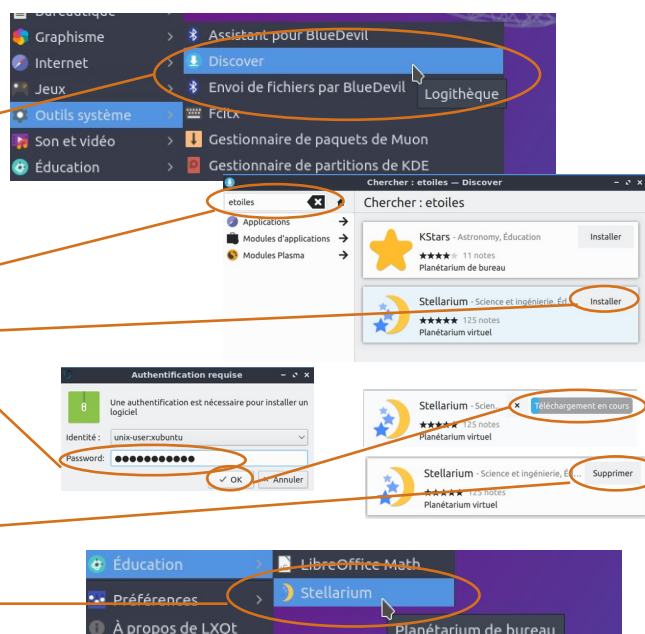 Bureautique
Graphisme > Assistant pour BlueDevil
Internet > Discover
Jeux > Envoi de fichiers par BlueDevil
Logithèque
Outils système > Fcitx
Son et vidéo > Gestionnaire de paquets de Muon
Éducation > Gestionnaire de partitions de KDE
Chercher : etoiles — Discover
etoiles
Chercher : etoiles
Applications
Modules d'applications
Modules Plasma
KStars - Astronomy, Éducation
Installer
11 notes
Planétarium de bureau
Stellarium - Science et ingénierie, Éd...
Installer
125 notes
Planétarium virtuel
Authentification requise
Une authentification est nécessaire pour installer un
logiciel
Identité : unix-user:xubuntu
Password: ●●●●●●●●●●●
OK
Annuler
Stellarium - Scien...
Téléchargement en cours
125 notes
Planétarium virtuel
Stellarium - Science et ingénierie, É...
Supprimer
125 notes
Planétarium virtuel
Éducation > LibreOffice Math
Préférences > Stellarium
À propos de LXQt
Planétarium de bureau